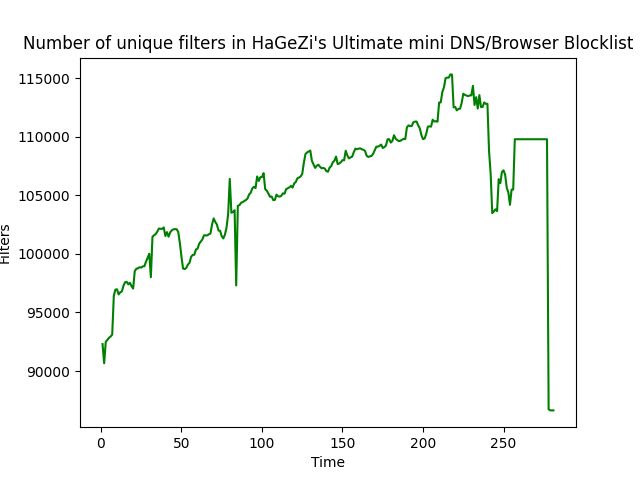 Number of unique filters in HaGeZi's Ultimate mini DNS/Browser Blocklist
115000
110000
105000
100000
95000
90000
Filters
0 50 100 150 200 250
Time